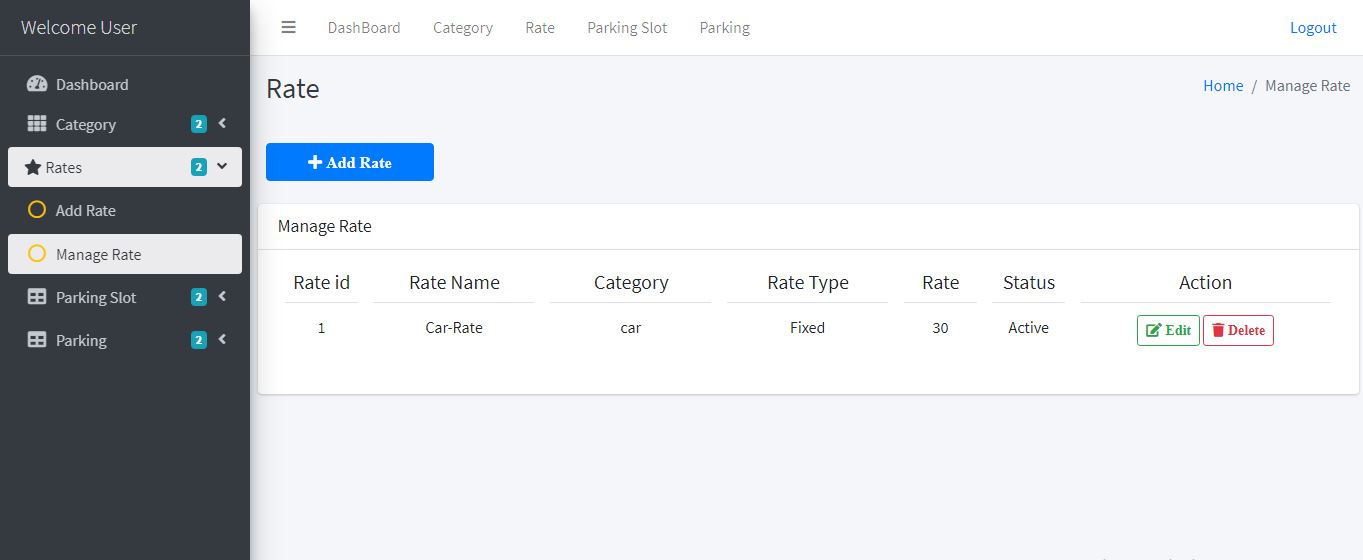 Welcome User
DashBoard Category Rate Parking Slot Parking Logout
Dashboard
Category 2
Rates 2
Add Rate
Manage Rate
Parking Slot 2
Parking 2
Rate
Home / Manage Rate
Add Rate
Manage Rate
Rate id Rate Name Category Rate Type Rate Status Action
1 Car-Rate car Fixed 30 Active Edit Delete